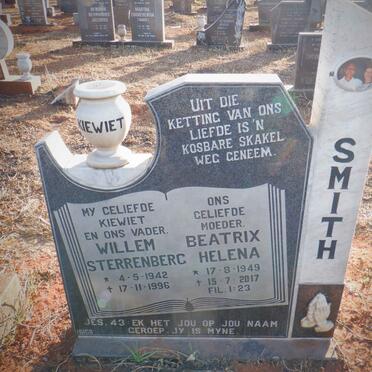 KIEWIET
UIT DIE
KETTING VAN ONS
LIEFDE IS 'N
KOSBARE SKAKEL
WEG GENEEM.
MY GELIEFDE
KIEWIET
EN ONS VADER.
WILLEM
STERRENBERG
* 4-5-1942
† 17-11-1996
ONS
GELIEFDE
MOEDER.
BEATRIX
HELENA
* 17-8-1949
† 15-7-2017
FIL. 1:23
JES. 43: EK HET JOU OP JOU NAAM
GEROEP. JY IS MYNE
SMITH